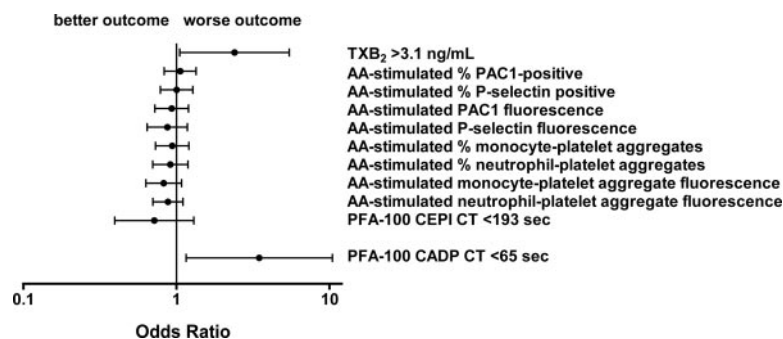 better outcome worse outcome
TXB₂ >3.1 ng/mL
AA-stimulated % PAC1-positive
AA-stimulated % P-selectin positive
AA-stimulated PAC1 fluorescence
AA-stimulated P-selectin fluorescence
AA-stimulated % monocyte-platelet aggregates
AA-stimulated % neutrophil-platelet aggregates
AA-stimulated monocyte-platelet aggregate fluorescence
AA-stimulated neutrophil-platelet aggregate fluorescence
PFA-100 CEPI CT <193 sec
PFA-100 CADP CT <65 sec
0.1 1 10
Odds Ratio